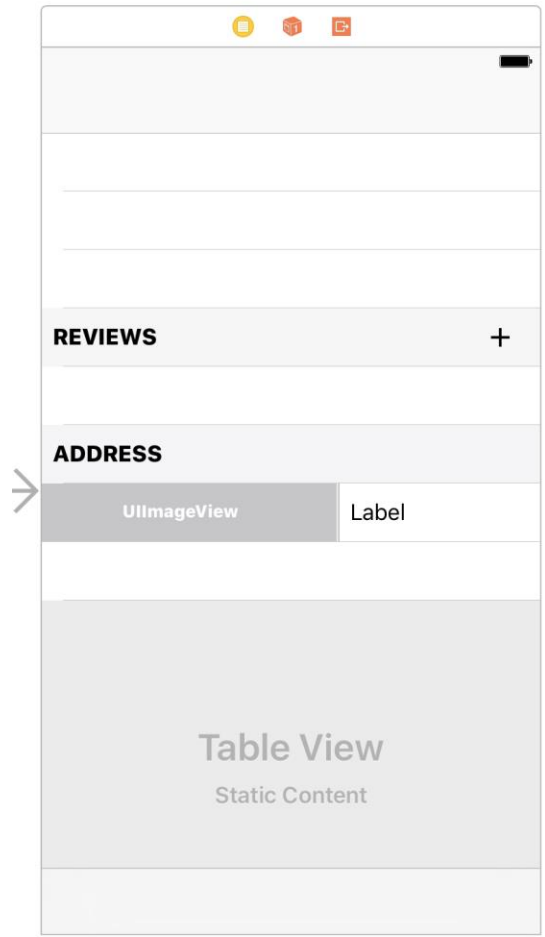 REVIEWS +
ADDRESS
UIImageView Label
Table View
Static Content